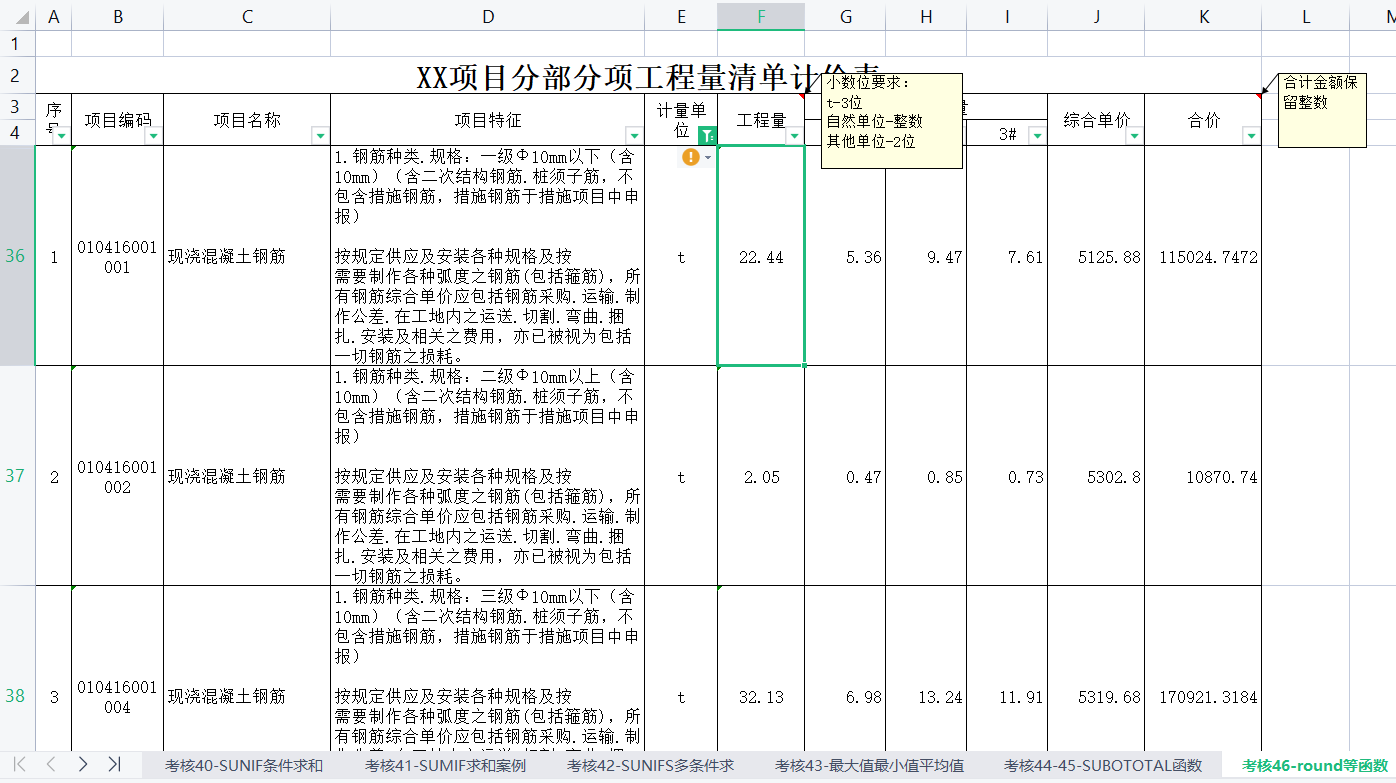 A B C D E F G H I J K L M
1
2
XX项目分部分项工程量清单计价表
3
4
序号
项目编码
项目名称
项目特征
计量单
位
工程量
量
3#
综合单价
合价
小数位要求:
t-3位
自然单位-整数
其他单位-2位
合计金额保
留整数
36
1
010416001
001
现浇混凝土钢筋
1.钢筋种类.规格: 一级Φ10mm以下（含
10mm）（含二次结构钢筋.桩须子筋，不
包含措施钢筋，措施钢筋于措施项目中申
报）
按规定供应及安装各种规格及按
需要制作各种弧度之钢筋(包括箍筋)，所
有钢筋综合单价应包括钢筋采购.运输.制
作公差.在工地内之运送.切割.弯曲.捆
扎.安装及相关之费用，亦已被视为包括
一切钢筋之损耗。
t
22.44
5.36
9.47
7.61
5125.88
115024.7472
37
2
010416001
002
现浇混凝土钢筋
1.钢筋种类.规格: 二级Φ10mm以上（含
10mm）（含二次结构钢筋.桩须子筋，不
包含措施钢筋，措施钢筋于措施项目中申
报）
按规定供应及安装各种规格及按
需要制作各种弧度之钢筋(包括箍筋)，所
有钢筋综合单价应包括钢筋采购.运输.制
作公差.在工地内之运送.切割.弯曲.捆
扎.安装及相关之费用，亦已被视为包括
一切钢筋之损耗。
t
2.05
0.47
0.85
0.73
5302.8
10870.74
38
3
010416001
004
现浇混凝土钢筋
1.钢筋种类.规格: 三级Φ10mm以下（含
10mm）（含二次结构钢筋.桩须子筋，不
包含措施钢筋，措施钢筋于措施项目中申
报）
按规定供应及安装各种规格及按
需要制作各种弧度之钢筋(包括箍筋)，所
有钢筋综合单价应包括钢筋采购.运输.制
t
32.13
6.98
13.24
11.91
5319.68
170921.3184
考核40-SUNIF条件求和
考核41-SUMIF求和案例
考核42-SUNIFS多条件求
考核43-最大值最小值平均值
考核44-45-SUBOTOTAL函数
考核46-round等函数